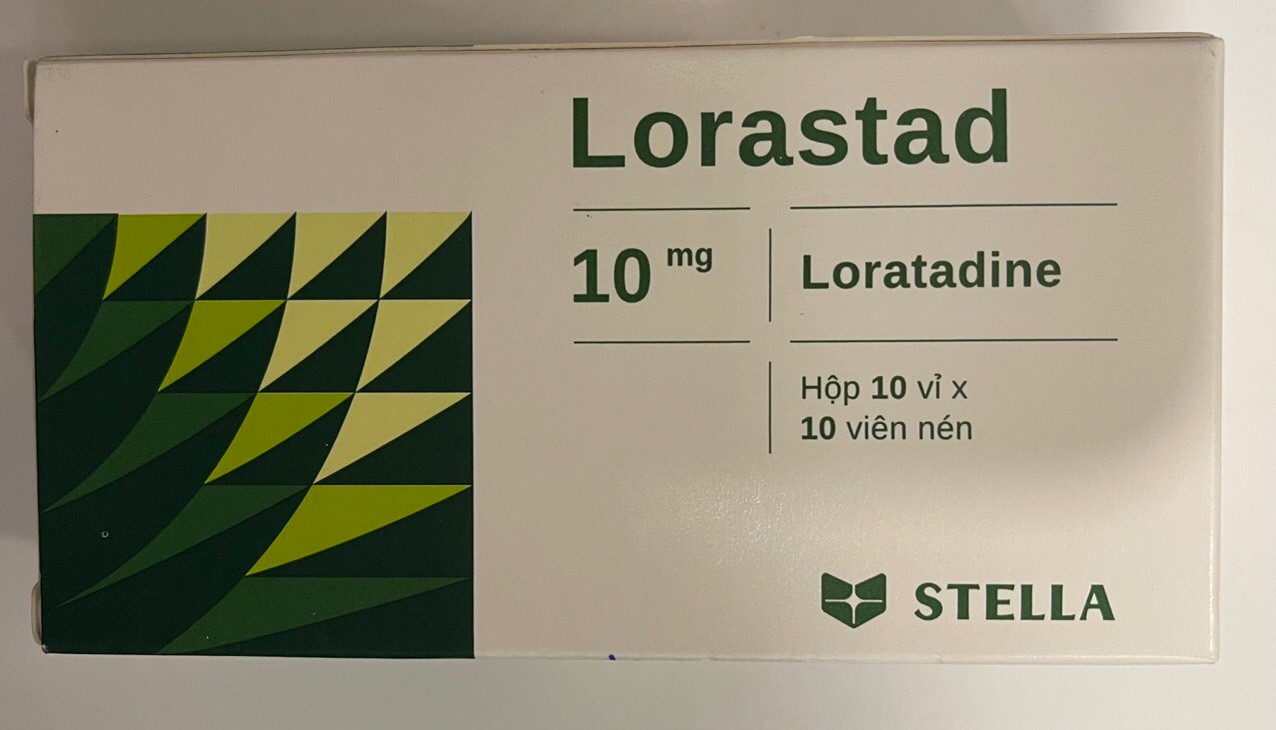 Lorastad
10 mg
Loratadine
Hộp 10 vỉ x
10 viên nén
STELLA